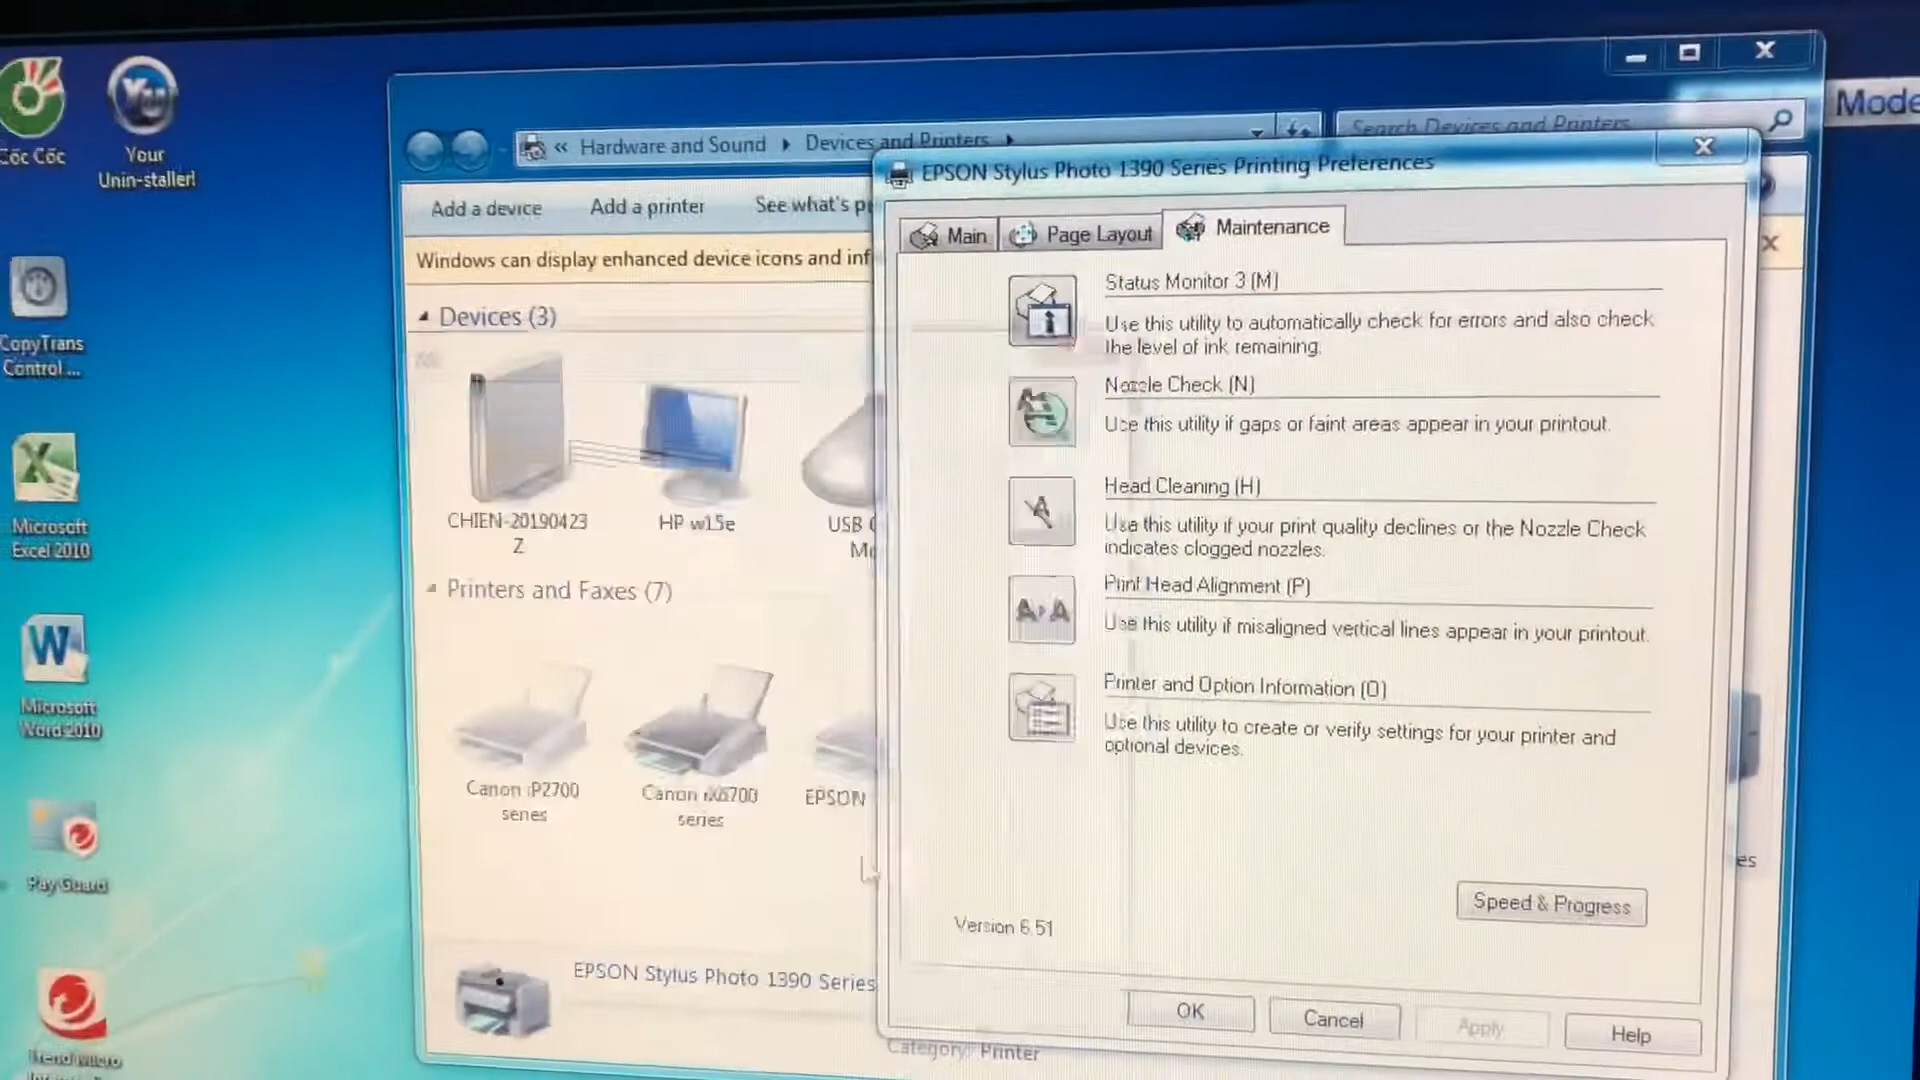 Cốc Cốc
Your
Unin-staller!
CopyTrans
Control ...
Microsoft
Excel 2010
Microsoft
Word 2010
Pay Guard
Trend Micro
Mode
« Hardware and Sound
Devices and Printers
Search Devices and Printers
Add a device
Add a printer
See what's p
Windows can display enhanced device icons and inf
Devices (3)
CHIEN-20190423
Z
HP w15e
USB
Mo
Printers and Faxes (7)
Canon iP2700
series
Canon iX6700
series
EPSON
es
EPSON Stylus Photo 1390 Series
Category: Printer
EPSON Stylus Photo 1390 Series Printing Preferences
Main
Page Layout
Maintenance
Status Monitor 3 (M)
Use this utility to automatically check for errors and also check
the level of ink remaining.
Nozzle Check (N)
Use this utility if gaps or faint areas appear in your printout.
Head Cleaning (H)
Use this utility if your print quality declines or the Nozzle Check
indicates clogged nozzles.
Print Head Alignment (P)
Use this utility if misaligned vertical lines appear in your printout.
Printer and Option Information (O)
Use this utility to create or verify settings for your printer and
optional devices.
Speed & Progress
Version 6.51
OK
Cancel
Apply
Help